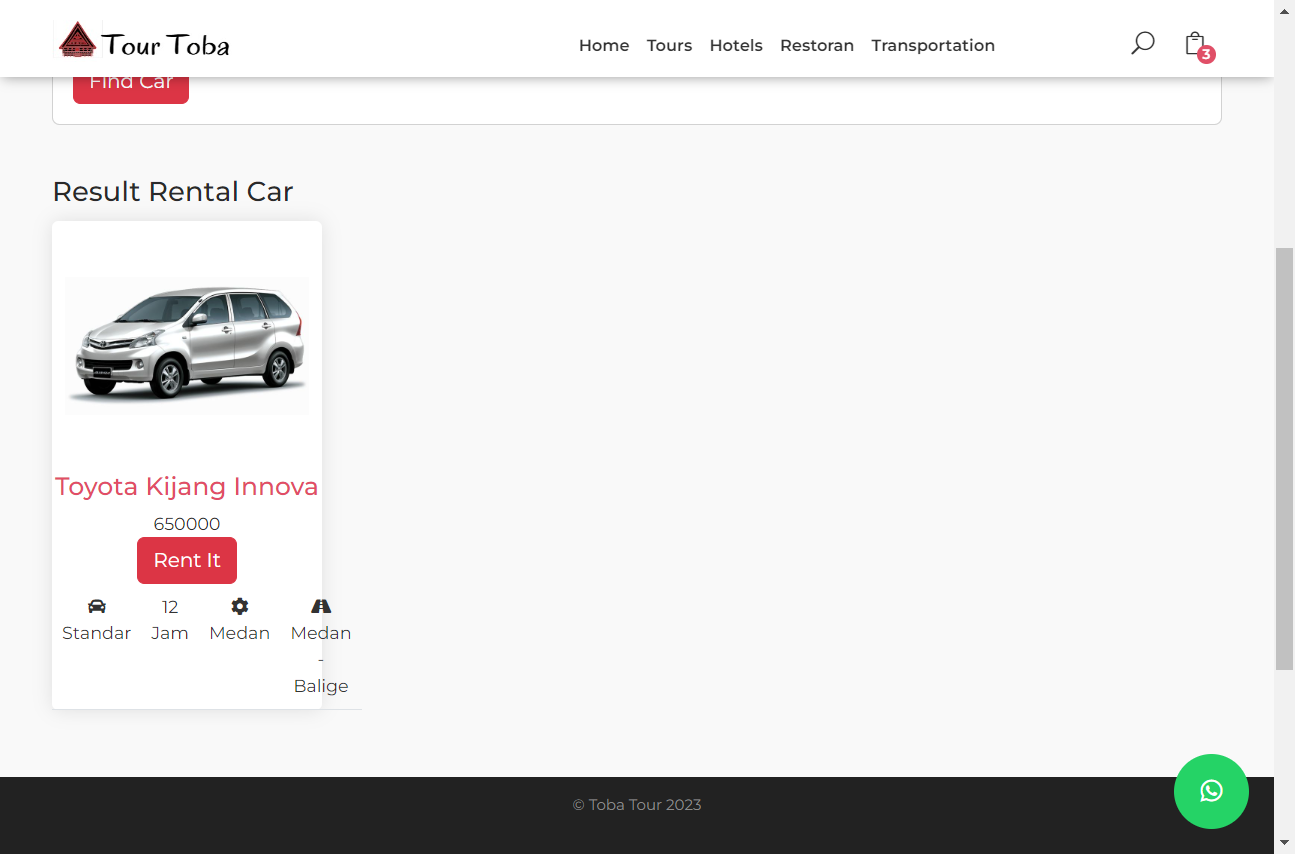 Tour Toba
Home Tours Hotels Restoran Transportation
3
Find Car
Result Rental Car
Toyota Kijang Innova
650000
Rent It
Standar
12
Jam
Medan
Medan
-
Balige
© Toba Tour 2023